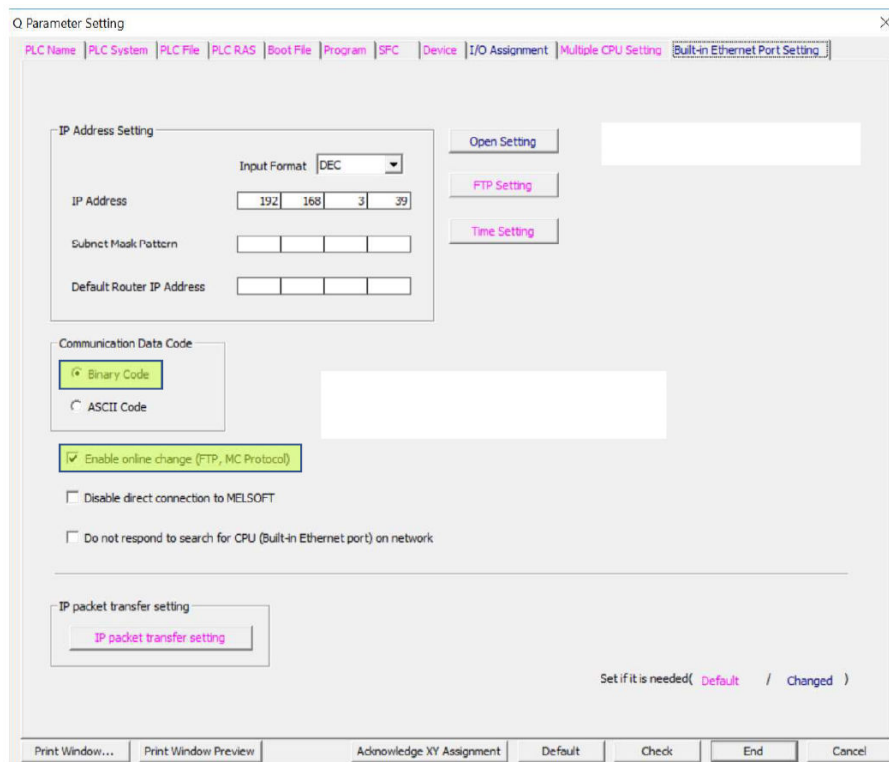 Q Parameter Setting
PLC Name PLC System PLC File PLC RAS Boot File Program SFC Device I/O Assignment Multiple CPU Setting Built-in Ethernet Port Setting
IP Address Setting
Input Format DEC
IP Address 192 168 3 39
Subnet Mask Pattern
Default Router IP Address
Open Setting
FTP Setting
Time Setting
Communication Data Code
Binary Code
ASCII Code
Enable online change (FTP, MC Protocol)
Disable direct connection to MELSOFT
Do not respond to search for CPU (Built-in Ethernet port) on network
IP packet transfer setting
IP packet transfer setting
Set if it is needed( Default / Changed )
Print Window... Print Window Preview Acknowledge XY Assignment Default Check End Cancel